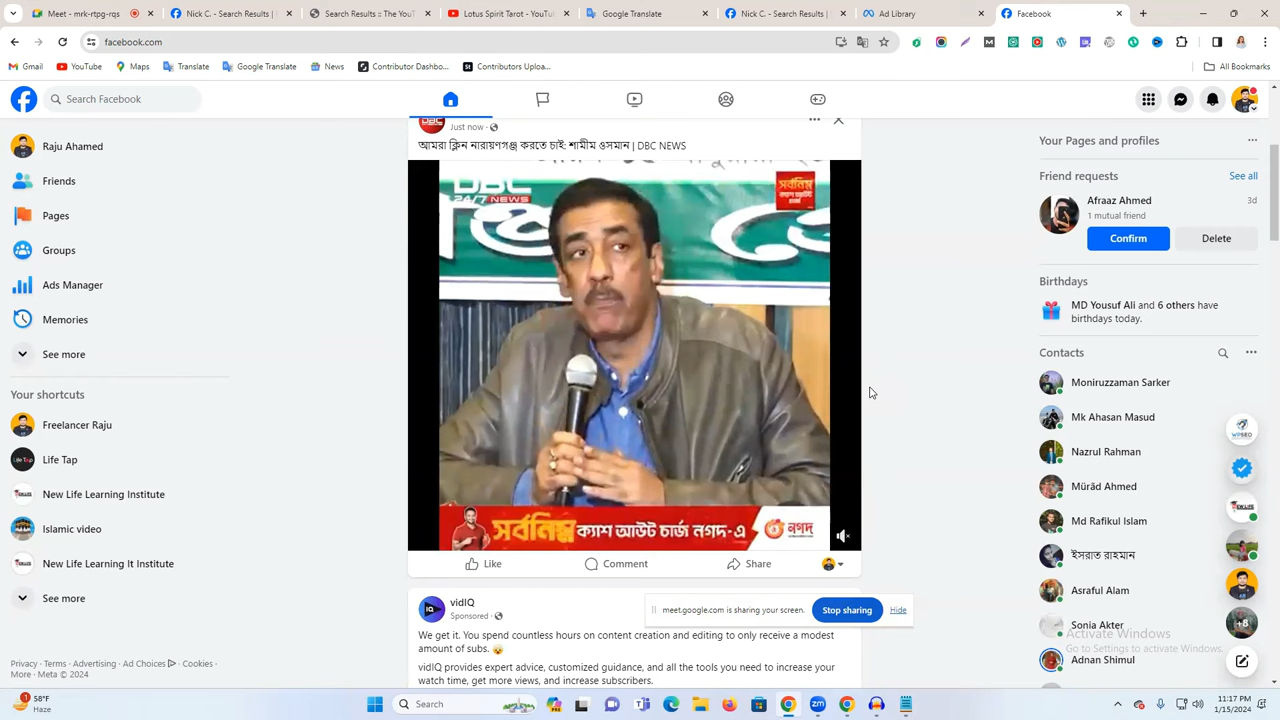 Meet - mrk-rprg-rqs
Nick C. - Search Results |
Search Results :: The YouT
Lotus Spirit Tarot - YouTu
Google Translate
Nick C. - Search Results |
Ad Library
Facebook
facebook.com
Gmail
YouTube
Maps
Translate
Google Translate
News
Contributor Dashbo...
Contributors Uploa...
All Bookmarks
Search Facebook
Raju Ahamed
Friends
Pages
Groups
Ads Manager
Memories
See more
Your shortcuts
Freelancer Raju
Life Tap
New Life Learning Institute
Islamic video
New Life Learning It Institute
See more
Privacy · Terms · Advertising · Ad Choices · Cookies ·
More · Meta © 2024
DBC
Just now ·
আমরা ক্লিন নারায়ণগঞ্জ করতে চাই: শামীম ওসমান | DBC NEWS
DBC
24/7 NEWS
সর্বনিম্ন
ক্যাশ আউট চার্জ
সর্বনিম্ন ক্যাশ আউট চার্জ নগদ-এ
নগদ
Like
Comment
Share
vidIQ
Sponsored ·
We get it. You spend countless hours on content creation and editing to only receive a modest
amount of subs.
vidIQ provides expert advice, customized guidance, and all the tools you need to increase your
watch time, get more views, and increase subscribers.
meet.google.com is sharing your screen.
Stop sharing
Hide
Your Pages and profiles
Friend requests
See all
Afraaz Ahmed
3d
1 mutual friend
Confirm
Delete
Birthdays
MD Yousuf Ali and 6 others have
birthdays today.
Contacts
Moniruzzaman Sarker
Mk Ahasan Masud
Nazrul Rahman
Mürãd Ahmed
Md Rafikul Islam
ইসরাত রাহমান
Asraful Alam
Sonia Akter
Adnan Shimul
WPSEO
+8
Activate Windows
Go to Settings to activate Windows.
58°F
Haze
Search
11:17 PM
1/15/2024